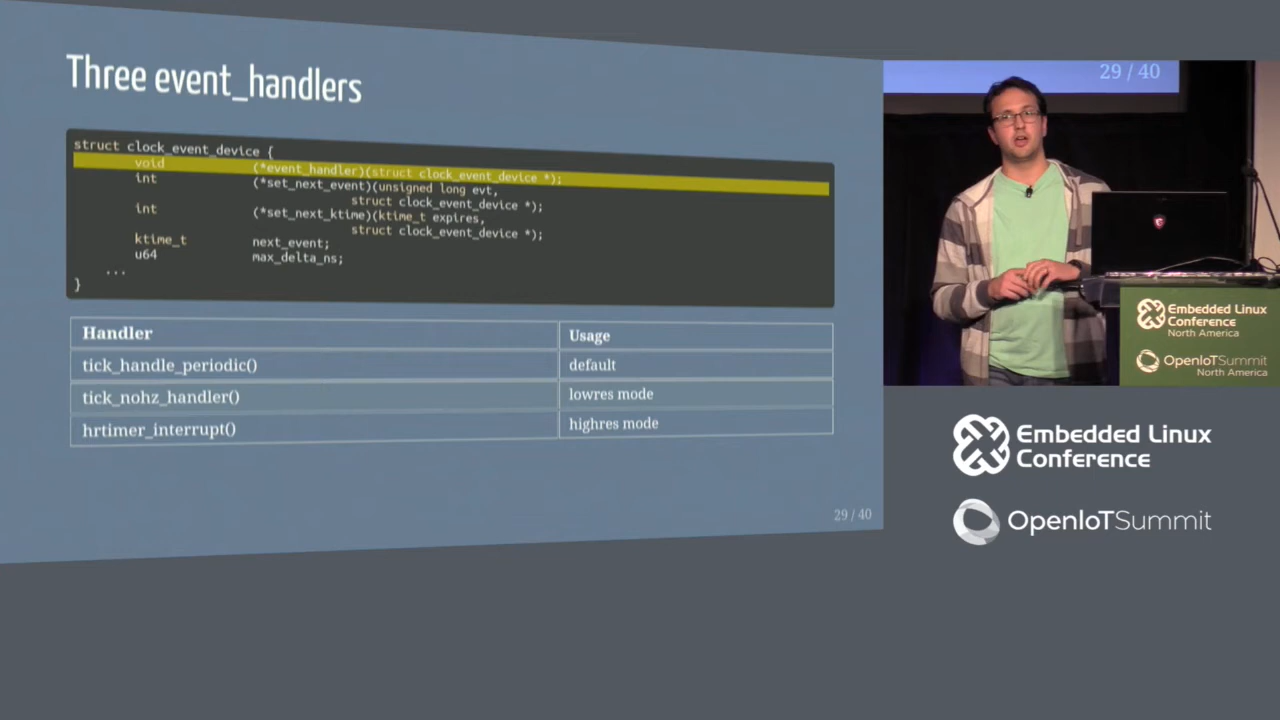 Three event_handlers
struct clock_event_device {
void (*event_handler)(struct clock_event_device *);
int (*set_next_event)(unsigned long evt,
struct clock_event_device *);
int (*set_next_ktime)(ktime_t expires,
struct clock_event_device *);
ktime_t next_event;
u64 max_delta_ns;
...
}
Handler Usage
tick_handle_periodic() default
tick_nohz_handler() lowres mode
hrtimer_interrupt() highres mode
29 / 40
29 / 40
Embedded Linux
Conference
North America
OpenIoTSummit
North America
Embedded Linux
Conference
OpenIoTSummit